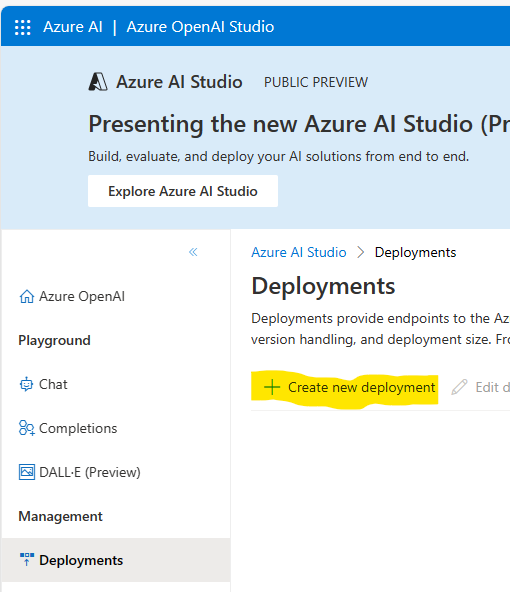 Azure AI | Azure OpenAI Studio
Azure AI Studio PUBLIC PREVIEW
Presenting the new Azure AI Studio (Pr
Build, evaluate, and deploy your AI solutions from end to end.
Explore Azure AI Studio
Azure AI Studio > Deployments
Deployments
Deployments provide endpoints to the Az
version handling, and deployment size. Fro
+ Create new deployment Edit d
Azure OpenAI
Playground
Chat
Completions
DALL·E (Preview)
Management
Deployments